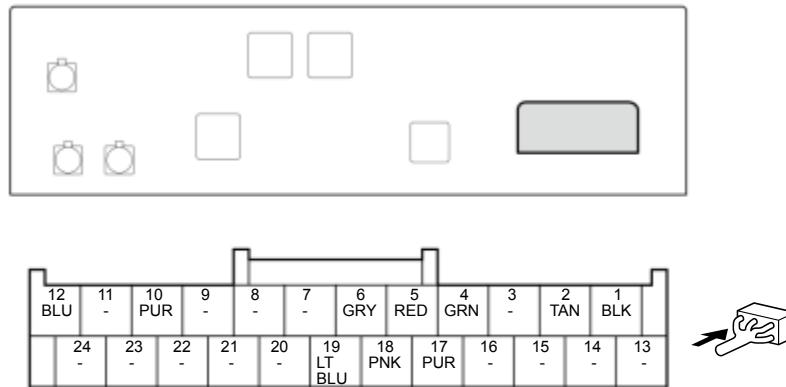 12 11 10 9 8 7 6 5 4 3 2 1
BLU - PUR - - - GRY RED GRN - TAN BLK
24 23 22 21 20 19 18 17 16 15 14 13
- - - - - LT PNK PUR - - - -
BLU